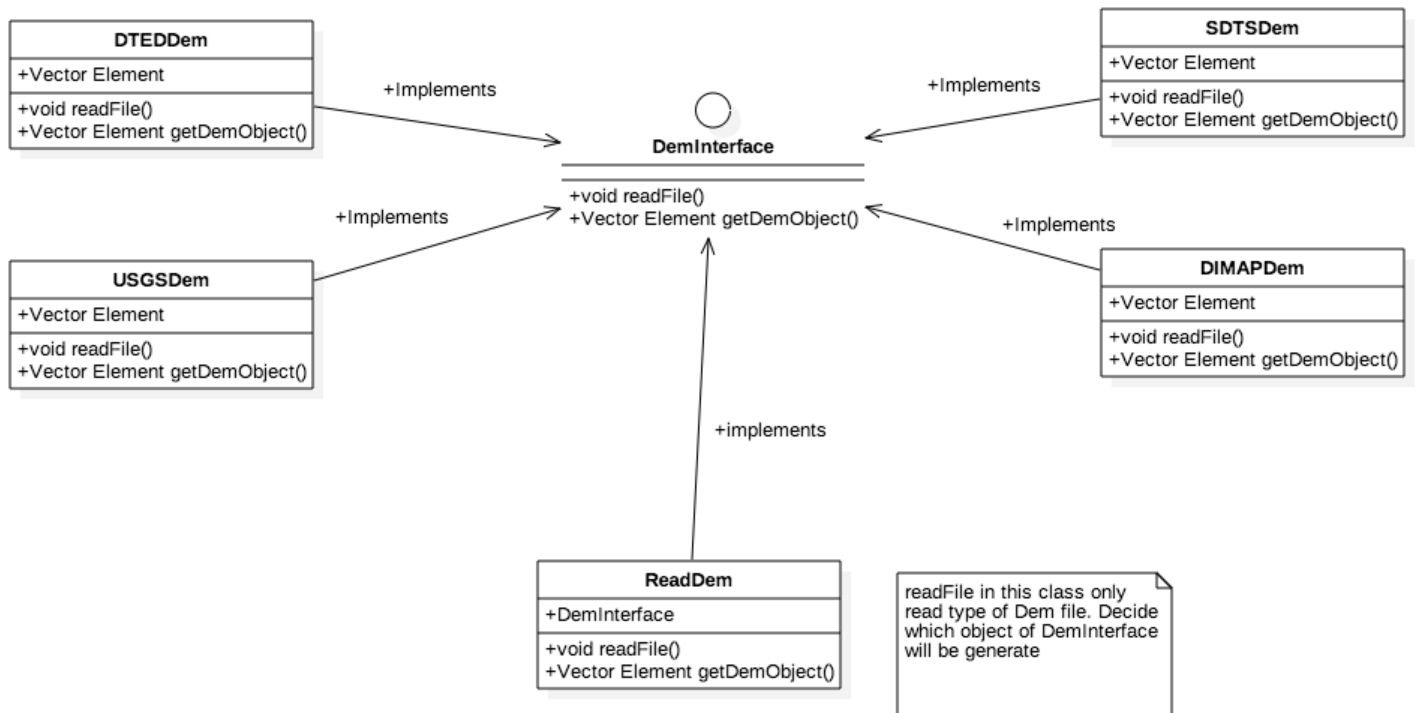 DTEDDem
+Vector Element
+void readFile()
+Vector Element getDemObject()
+Implements
DemInterface
+void readFile()
+Vector Element getDemObject()
+Implements
SDTSDem
+Vector Element
+void readFile()
+Vector Element getDemObject()
+Implements
USGSDem
+Vector Element
+void readFile()
+Vector Element getDemObject()
+Implements
DIMAPDem
+Vector Element
+void readFile()
+Vector Element getDemObject()
+implements
ReadDem
+DemInterface
+void readFile()
+Vector Element getDemObject()
readFile in this class only
read type of Dem file. Decide
which object of DemInterface
will be generate